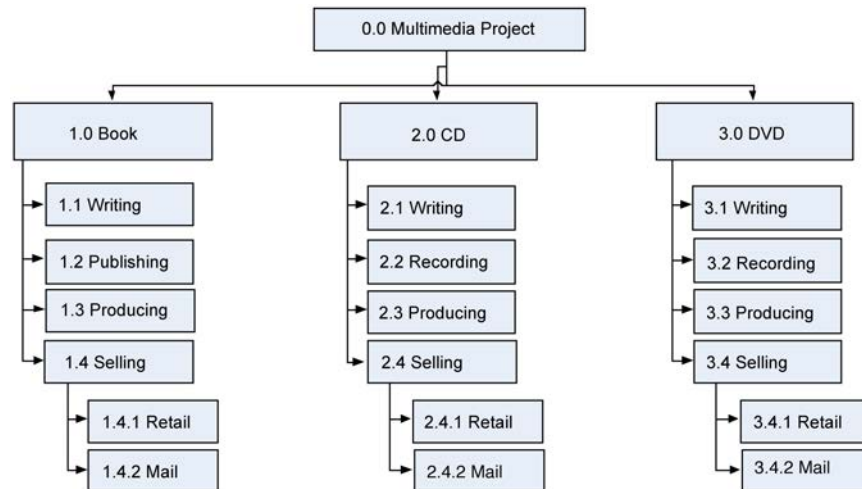 0.0 Multimedia Project
1.0 Book
1.1 Writing
1.2 Publishing
1.3 Producing
1.4 Selling
1.4.1 Retail
1.4.2 Mail
2.0 CD
2.1 Writing
2.2 Recording
2.3 Producing
2.4 Selling
2.4.1 Retail
2.4.2 Mail
3.0 DVD
3.1 Writing
3.2 Recording
3.3 Producing
3.4 Selling
3.4.1 Retail
3.4.2 Mail